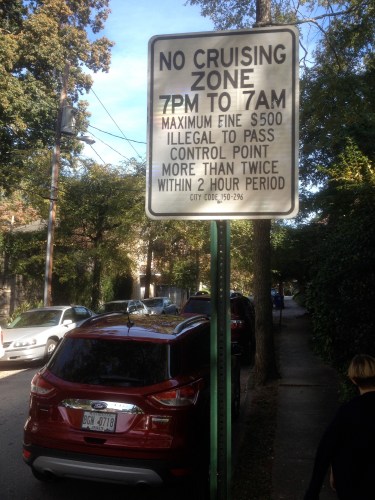 NO CRUISING
ZONE
7PM TO 7AM
MAXIMUM FINE $500
ILLEGAL TO PASS
CONTROL POINT
MORE THAN TWICE
WITHIN 2 HOUR PERIOD
CITY CODE 150-296